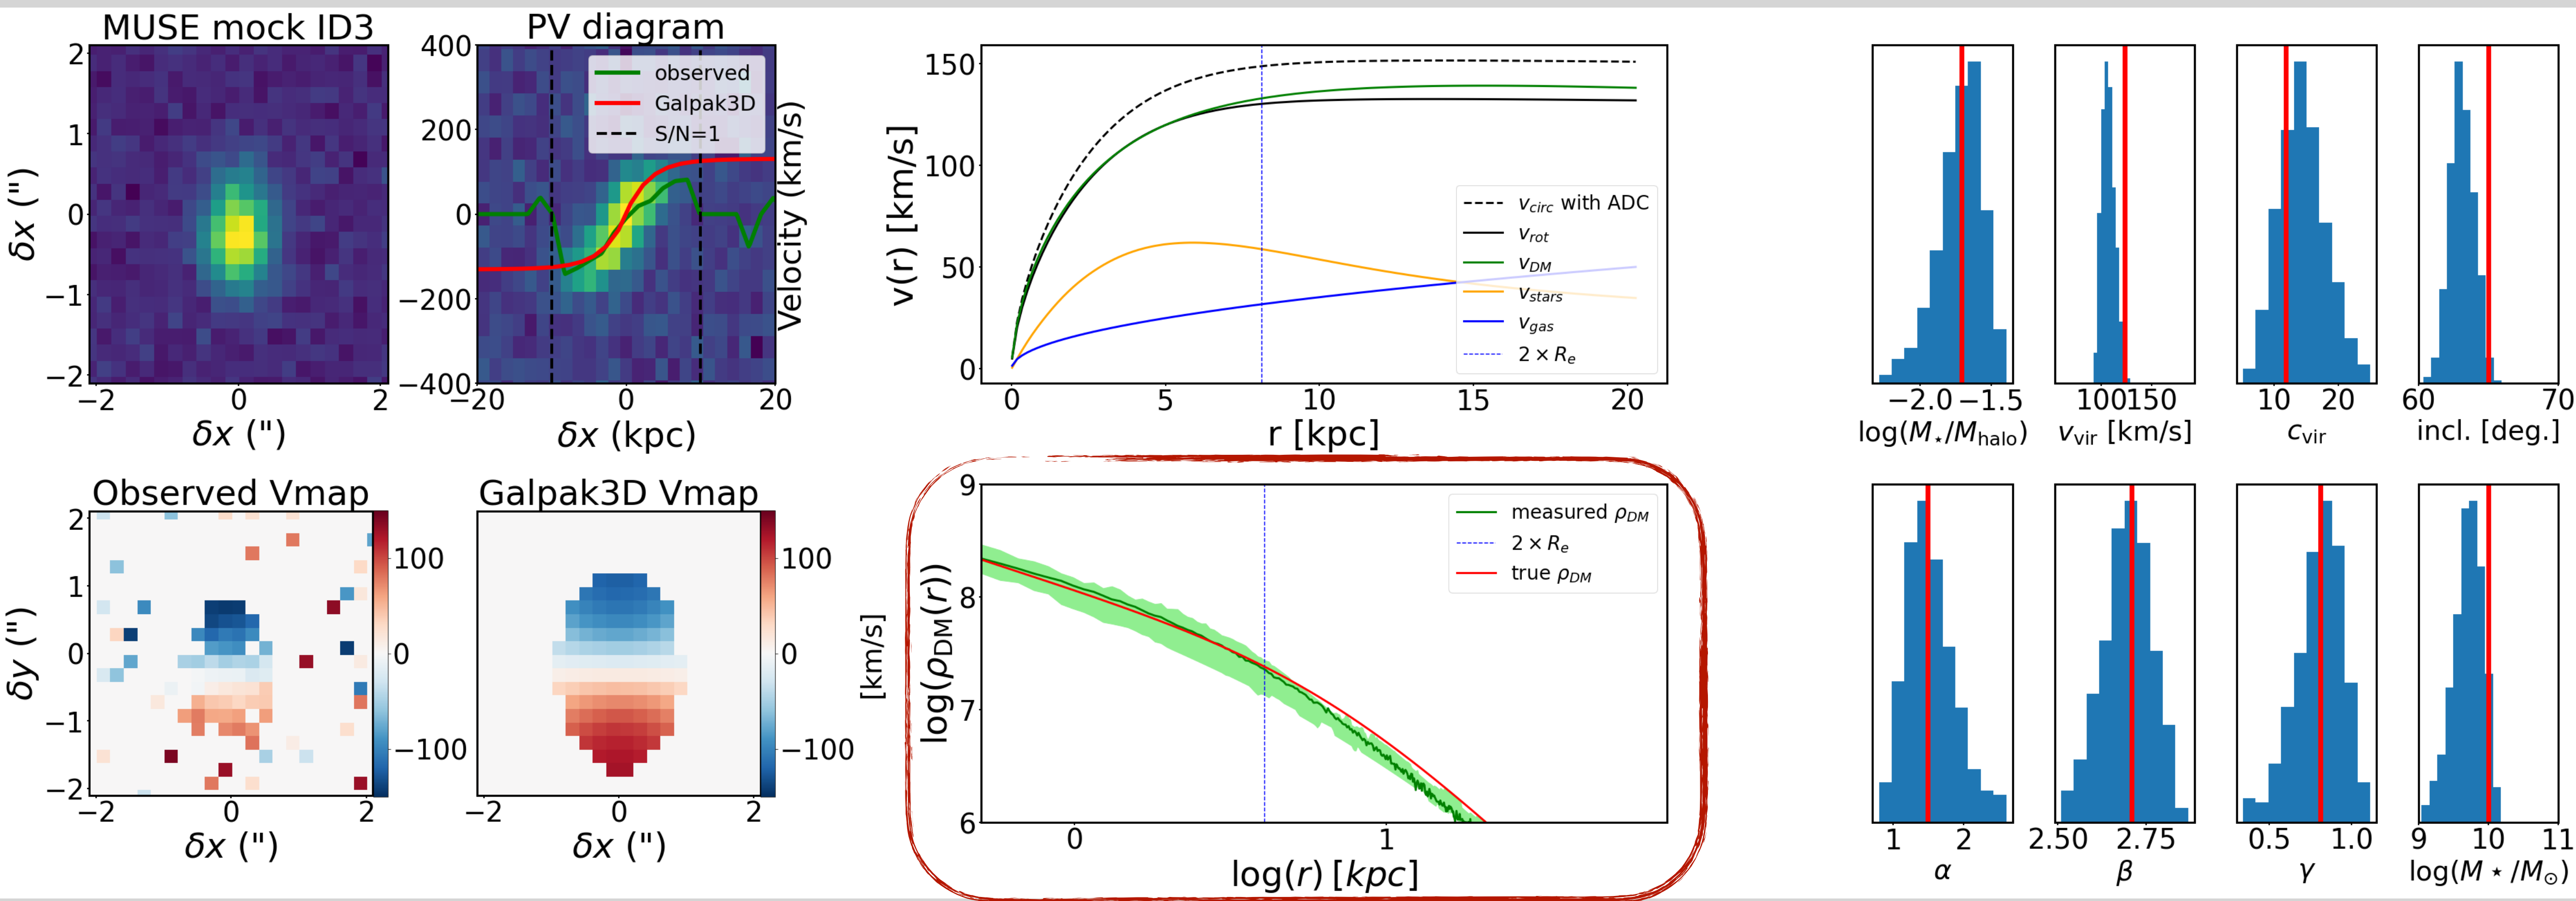 MUSE mock ID3
2
1
0
−1
−2
δx (")
−2 0 2
δx (")
PV diagram
400
200
0
−200
−400
observed
Galpak3D
S/N=1
−20 0 20
δx (kpc)
Velocity (km/s)
v(r) [km/s]
150
100
50
0
v_circ with ADC
v_rot
v_DM
v_stars
v_gas
2 × R_e
0 5 10 15 20
r [kpc]
−2.0 −1.5
log(M⋆/M_halo)
100 150
v_vir [km/s]
10 20
c_vir
60 70
incl. [deg.]
Observed Vmap
2
1
0
−1
−2
δy (")
−2 0 2
δx (")
100
0
−100
Galpak3D Vmap
−2 0 2
δx (")
100
0
−100
[km/s]
log(ρ_DM(r))
9
8
7
6
measured ρ_DM
2 × R_e
true ρ_DM
0 1
log(r) [kpc]
1 2
α
2.50 2.75
β
0.5 1.0
γ
9 10 11
log(M ⋆ /M_⊙)